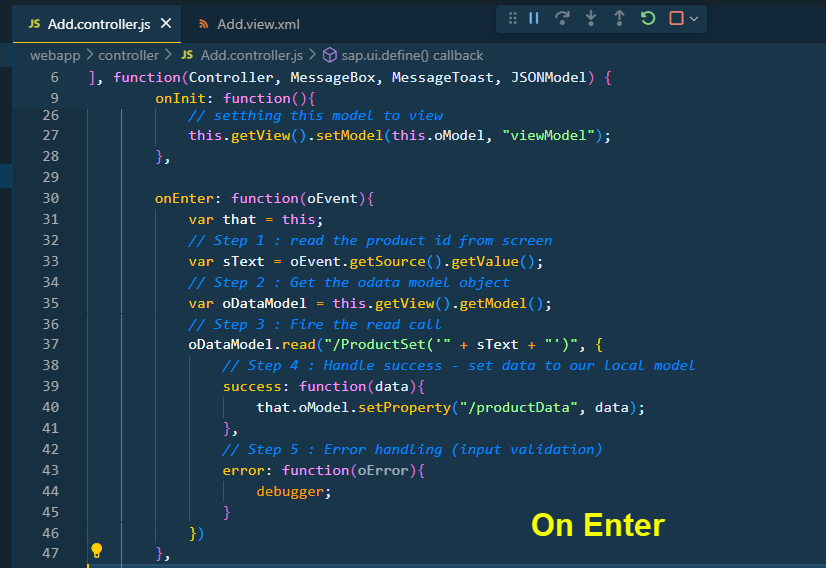 JS Add.controller.js Add.view.xml
webapp > controller > JS Add.controller.js > sap.ui.define() callback
6 ], function(Controller, MessageBox, MessageToast, JSONModel) {
9 onInit: function(){
26 // setthing this model to view
27 this.getView().setModel(this.oModel, "viewModel");
28 },
29
30 onEnter: function(oEvent){
31 var that = this;
32 // Step 1 : read the product id from screen
33 var sText = oEvent.getSource().getValue();
34 // Step 2 : Get the odata model object
35 var oDataModel = this.getView().getModel();
36 // Step 3 : Fire the read call
37 oDataModel.read("/ProductSet('" + sText + "')", {
38 // Step 4 : Handle success - set data to our local model
39 success: function(data){
40 that.oModel.setProperty("/productData", data);
41 },
42 // Step 5 : Error handling (input validation)
43 error: function(oError){
44 debugger;
45 }
46 })
47 },
On Enter